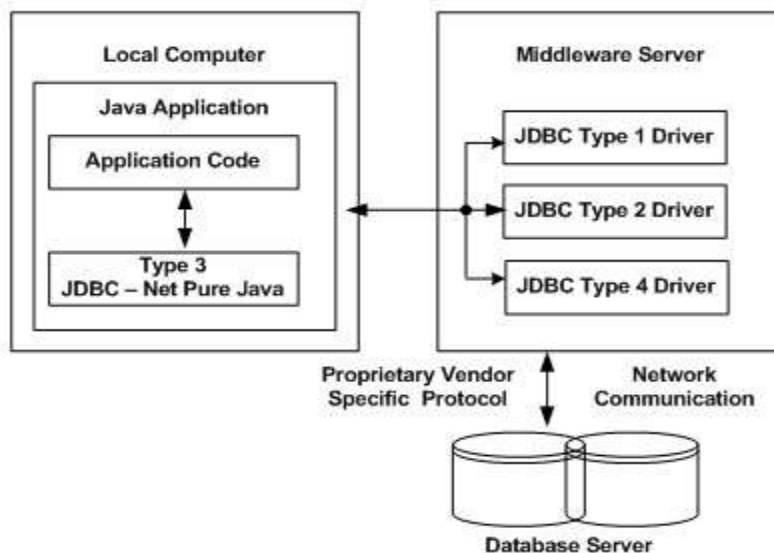 Local Computer
Java Application
Application Code
Type 3
JDBC – Net Pure Java
Middleware Server
JDBC Type 1 Driver
JDBC Type 2 Driver
JDBC Type 4 Driver
Proprietary Vendor
Specific Protocol
Network
Communication
Database Server